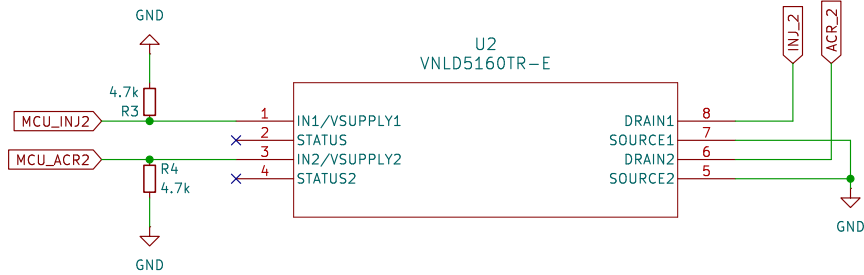 GND
U2
VNLD5160TR-E
INJ_2
ACR_2
4.7k
R3
MCU_INJ2
1
IN1/VSUPPLY1
DRAIN1
8
2
STATUS
SOURCE1
7
MCU_ACR2
3
IN2/VSUPPLY2
DRAIN2
6
R4
4.7k
4
STATUS2
SOURCE2
5
GND
GND